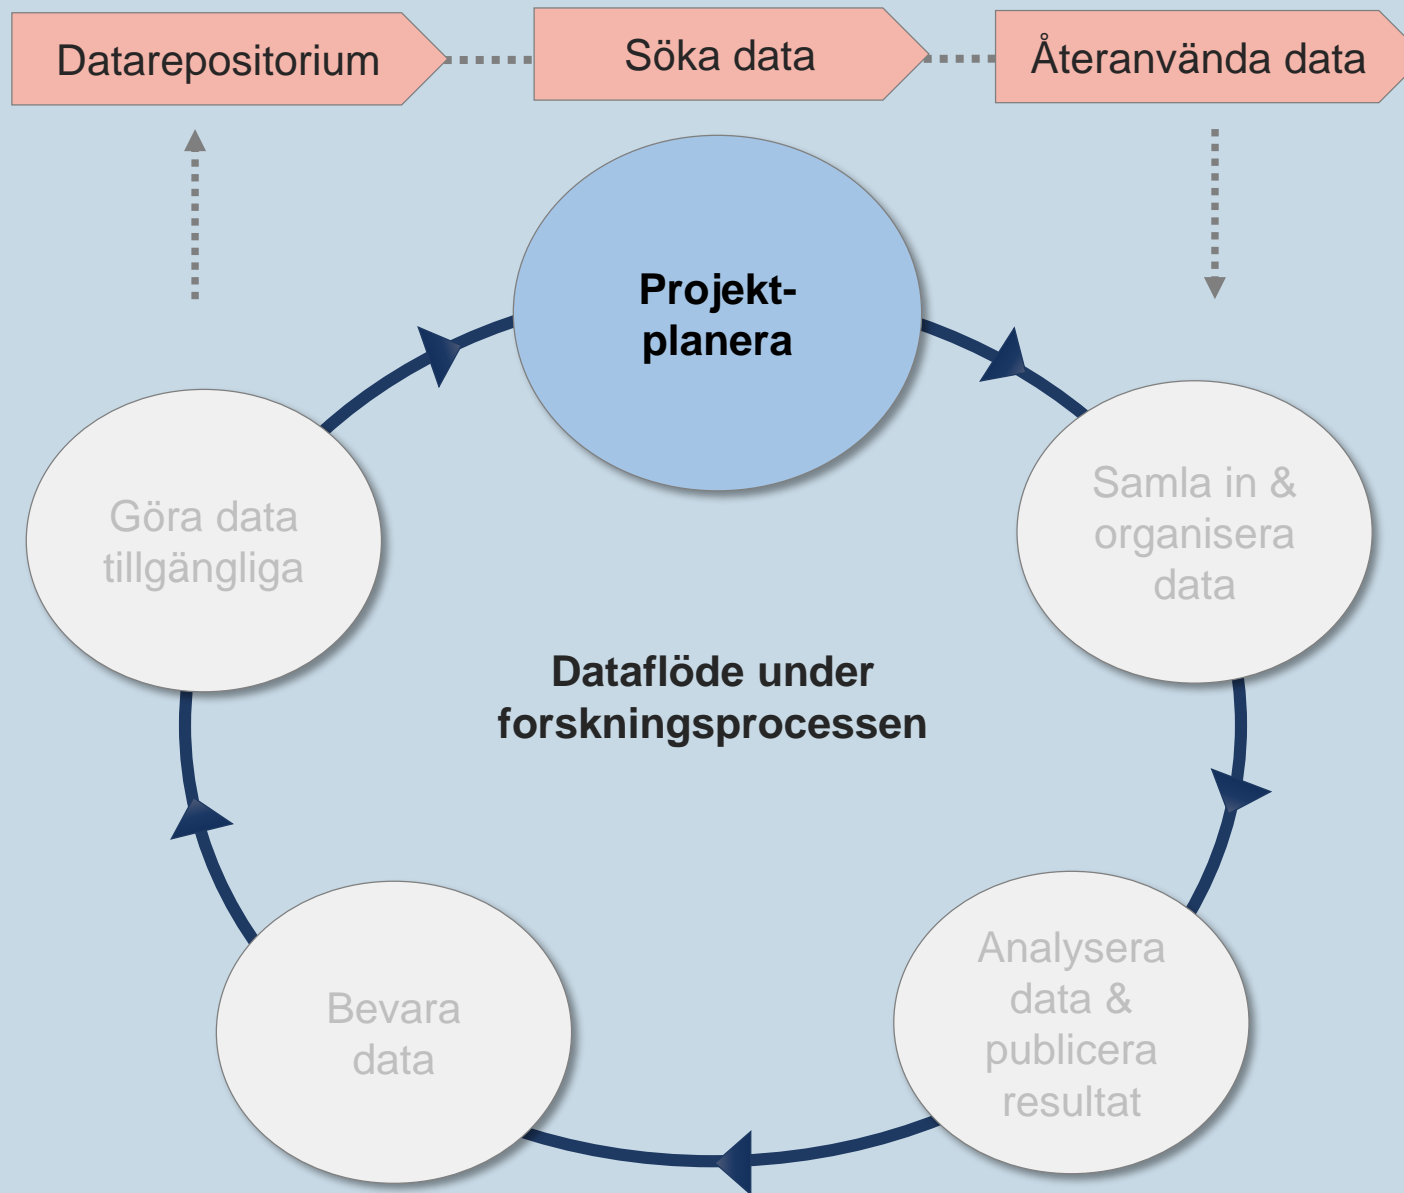 Datarepositorium
Söka data
Återanvända data
Projekt-
planera
Samla in &
organisera
data
Göra data
tillgängliga
Dataflöde under
forskningsprocessen
Analysera
data &
publicera
resultat
Bevara
data